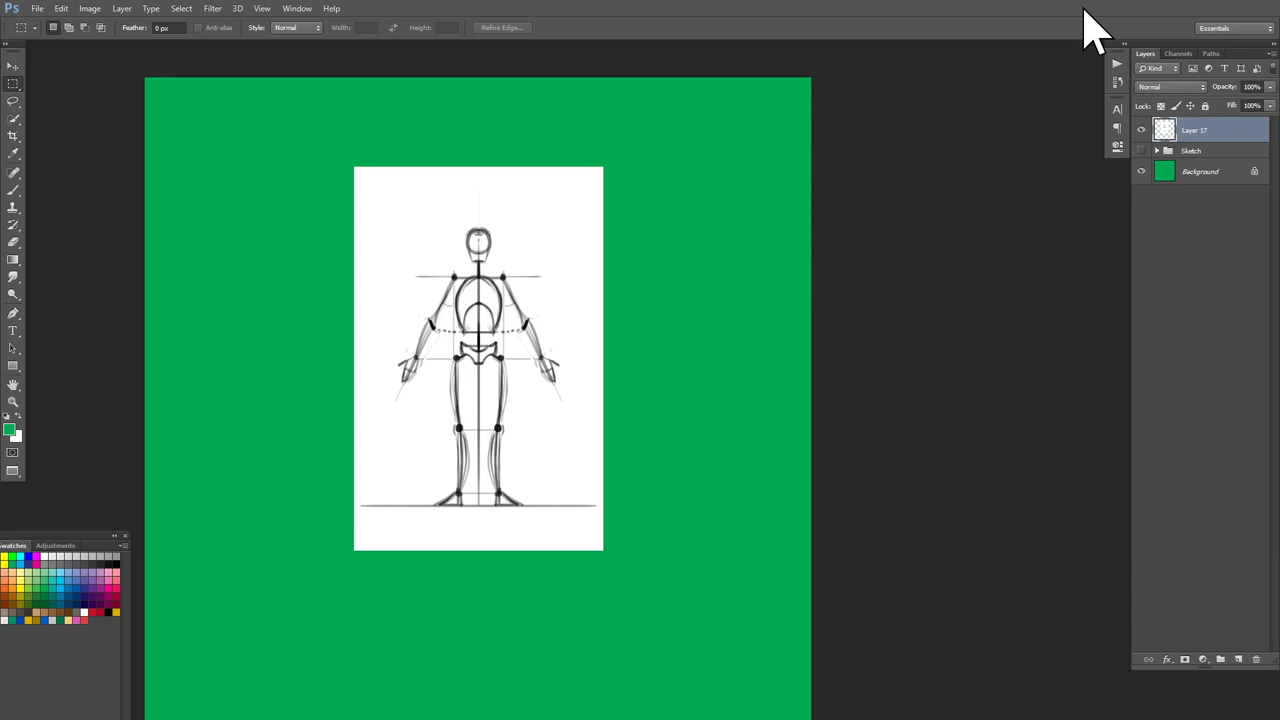 Ps File Edit Image Layer Type Select Filter 3D View Window Help
Feather: 0 px Anti-alias Style: Normal Width: Height: Refine Edge... Essentials
Layers Channels Paths
Kind T
Normal Opacity: 100%
Lock: Fill: 100%
Layer 17
Sketch
Background
Swatches Adjustments
fx